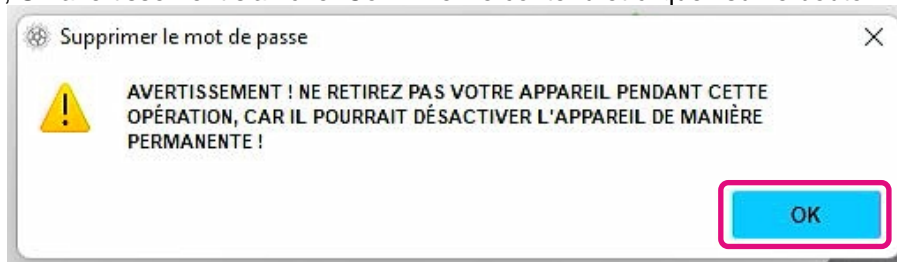 Supprimer le mot de passe
AVERTISSEMENT ! NE RETIREZ PAS VOTRE APPAREIL PENDANT CETTE
OPÉRATION, CAR IL POURRAIT DÉSACTIVER L'APPAREIL DE MANIÈRE
PERMANENTE !
OK